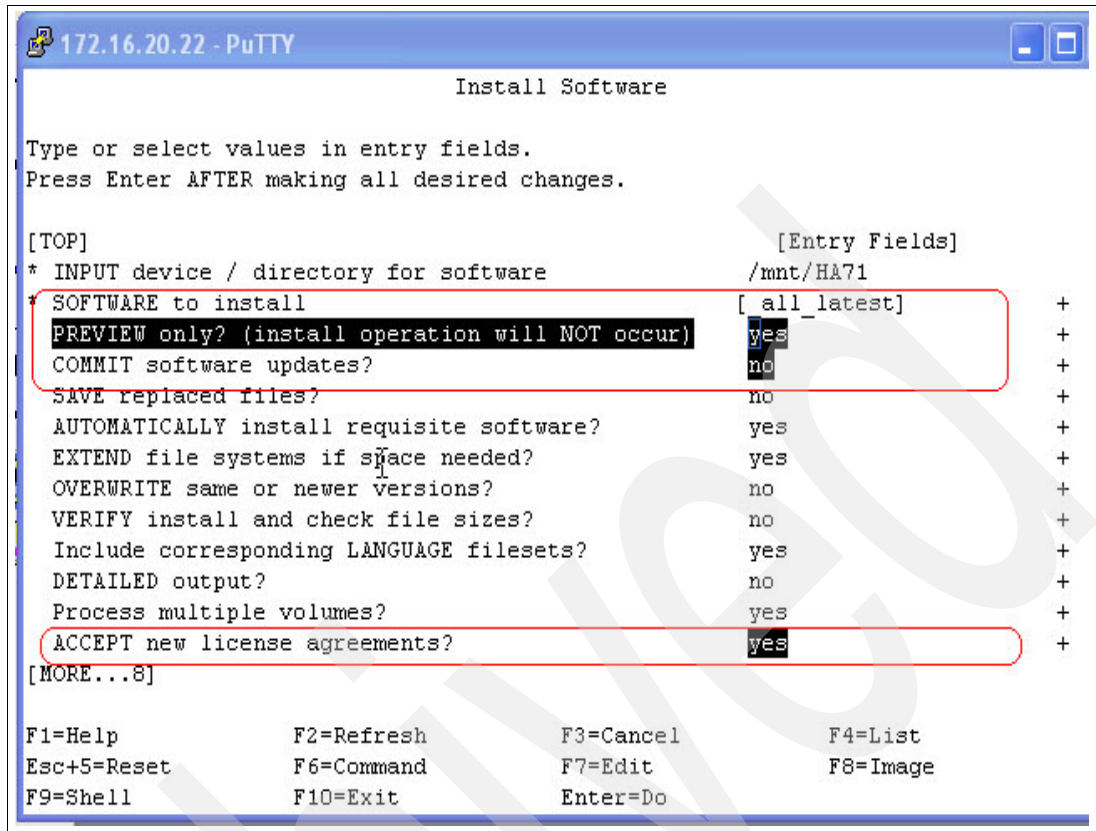 172.16.20.22 - PuTTY
Install Software
Type or select values in entry fields.
Press Enter AFTER making all desired changes.
[TOP] [Entry Fields]
* INPUT device / directory for software /mnt/HA71
* SOFTWARE to install [_all_latest] +
PREVIEW only? (install operation will NOT occur) yes +
COMMIT software updates? no +
SAVE replaced files? no +
AUTOMATICALLY install requisite software? yes +
EXTEND file systems if space needed? yes +
OVERWRITE same or newer versions? no +
VERIFY install and check file sizes? no +
Include corresponding LANGUAGE filesets? yes +
DETAILED output? no +
Process multiple volumes? yes +
ACCEPT new license agreements? yes +
[MORE...8]
F1=Help F2=Refresh F3=Cancel F4=List
Esc+5=Reset F6=Command F7=Edit F8=Image
F9=Shell F10=Exit Enter=Do